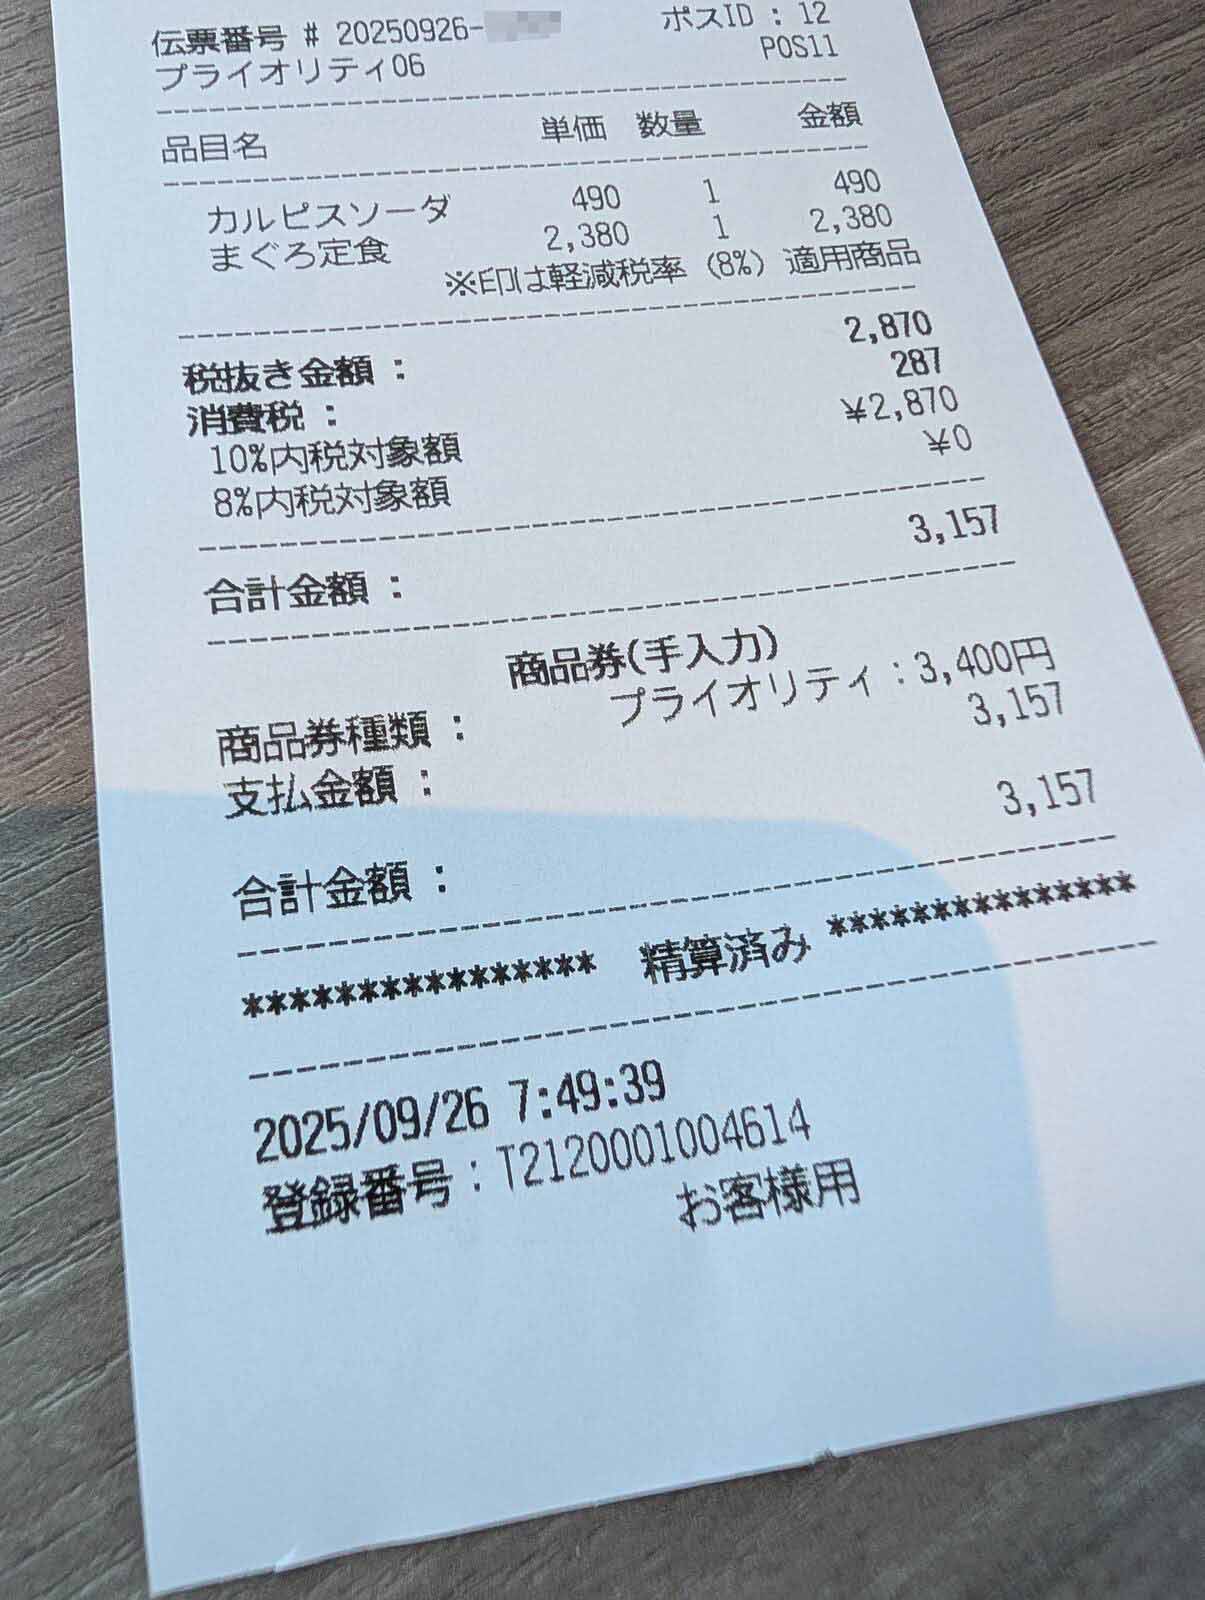 伝票番号 # 20250926-
ポスID : 12
プライオリティ06
POS11
品目名 単価 数量 金額
カルピスソーダ 490 1 490
まぐろ定食 2,380 1 2,380
※印は軽減税率 (8%) 適用商品
税抜き金額 : 2,870
消費税 : 287
10%内税対象額 ¥2,870
8%内税対象額 ¥0
合計金額 : 3,157
商品券(手入力)
商品券種類 : プライオリティ:3,400円
支払金額 : 3,157
合計金額 : 3,157
**************** 精算済み ****************
2025/09/26 7:49:39
登録番号:T2120001004614
お客様用